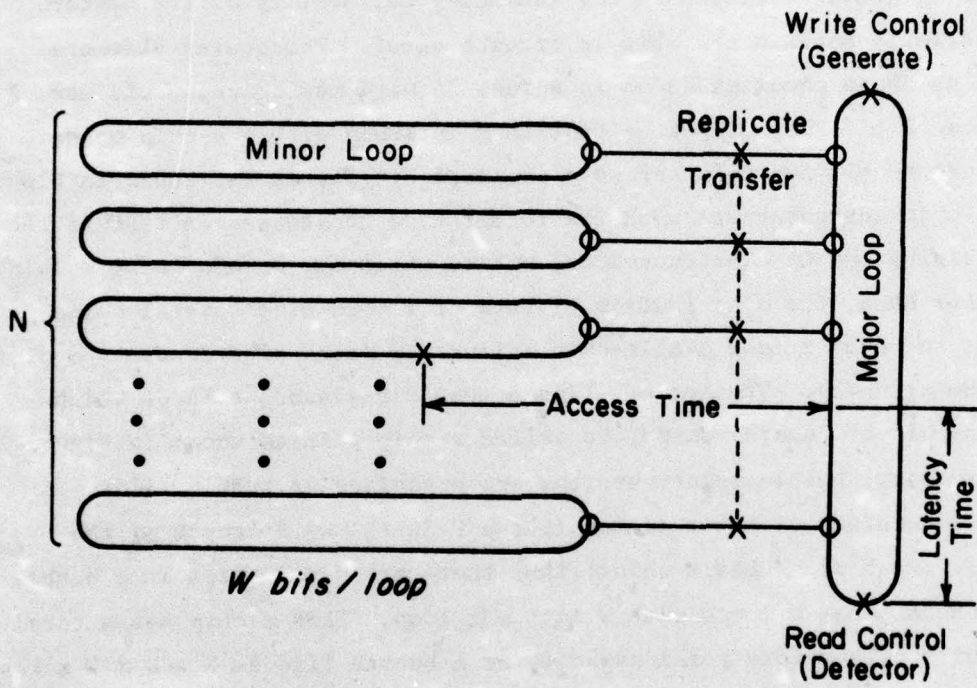 Write Control
(Generate)
Replicate
Minor Loop
Transfer
N
Major Loop
Access Time
Latency
Time
W bits/loop
Read Control
(Detector)